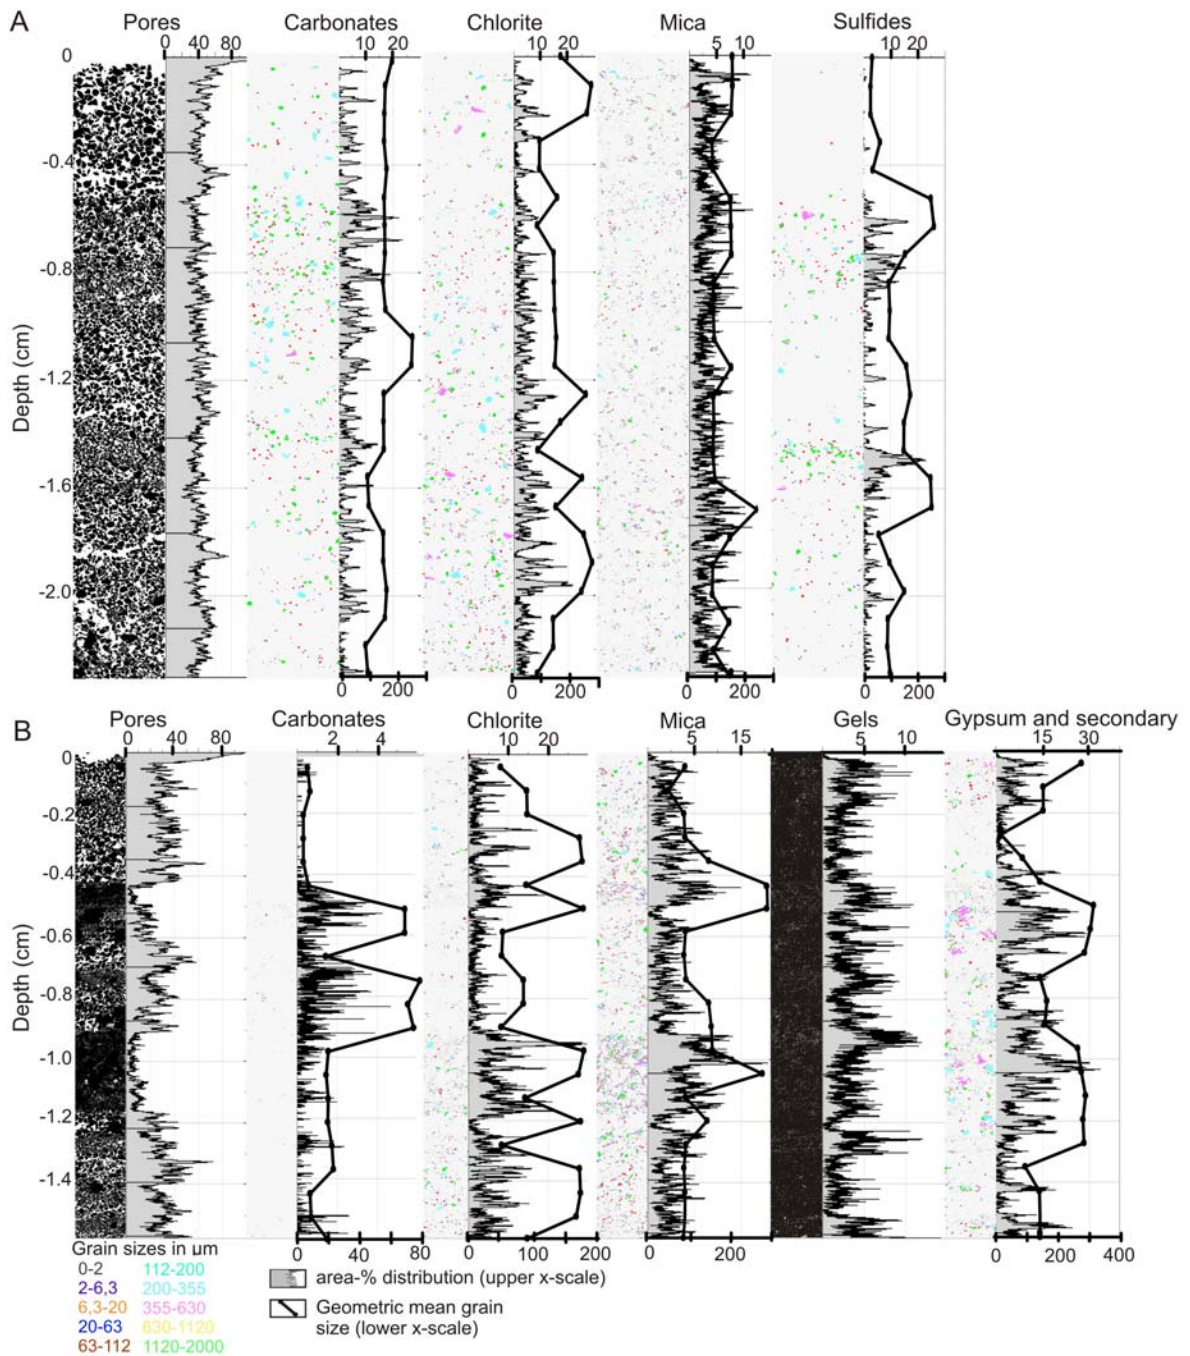 A
Pores Carbonates Chlorite Mica Sulfides
0 40 80 10 20 10 20 5 10 10 20
0
-0.4
-0.8
-1.2
-1.6
-2.0
Depth (cm)
0 200 0 200 0 200 0 200
B
Pores Carbonates Chlorite Mica Gels Gypsum and secondary
0 40 80 2 4 10 20 5 15 5 10 15 30
0
-0.2
-0.4
-0.6
-0.8
-1.0
-1.2
-1.4
Depth (cm)
0 40 80 0 100 200 0 200 0 200 400
Grain sizes in µm
0-2 112-200
2-6,3 200-355
6,3-20 355-630
20-63 630-1120
63-112 1120-2000
area-% distribution (upper x-scale)
Geometric mean grain
size (lower x-scale)